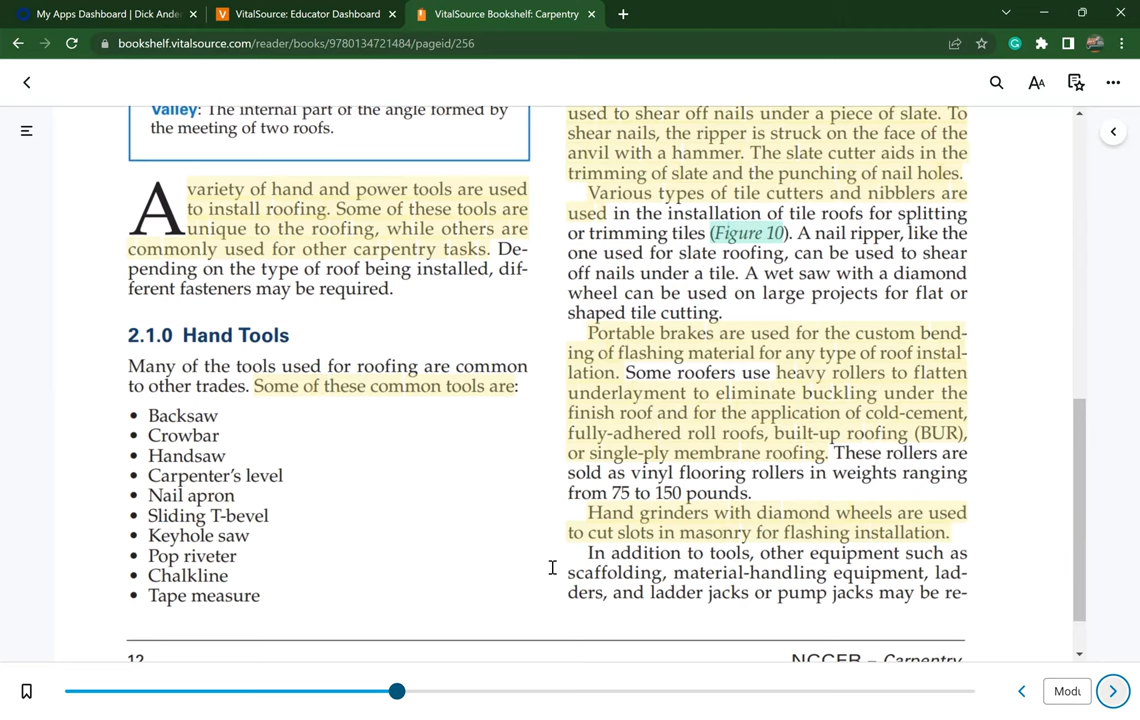 My Apps Dashboard | Dick Ander
VitalSource: Educator Dashboard
VitalSource Bookshelf: Carpentry
bookshelf.vitalsource.com/reader/books/9780134721484/pageid/256
Valley: The internal part of the angle formed by
the meeting of two roofs.
A variety of hand and power tools are used
to install roofing. Some of these tools are
unique to the roofing, while others are
commonly used for other carpentry tasks. De-
pending on the type of roof being installed, dif-
ferent fasteners may be required.
2.1.0 Hand Tools
Many of the tools used for roofing are common
to other trades. Some of these common tools are:
• Backsaw
• Crowbar
• Handsaw
• Carpenter's level
• Nail apron
• Sliding T-bevel
• Keyhole saw
• Pop riveter
• Chalkline
• Tape measure
used to shear off nails under a piece of slate. To
shear nails, the ripper is struck on the face of the
anvil with a hammer. The slate cutter aids in the
trimming of slate and the punching of nail holes.
Various types of tile cutters and nibblers are
used in the installation of tile roofs for splitting
or trimming tiles (Figure 10). A nail ripper, like the
one used for slate roofing, can be used to shear
off nails under a tile. A wet saw with a diamond
wheel can be used on large projects for flat or
shaped tile cutting.
Portable brakes are used for the custom bend-
ing of flashing material for any type of roof instal-
lation. Some roofers use heavy rollers to flatten
underlayment to eliminate buckling under the
finish roof and for the application of cold-cement,
fully-adhered roll roofs, built-up roofing (BUR),
or single-ply membrane roofing. These rollers are
sold as vinyl flooring rollers in weights ranging
from 75 to 150 pounds.
Hand grinders with diamond wheels are used
to cut slots in masonry for flashing installation.
In addition to tools, other equipment such as
scaffolding, material-handling equipment, lad-
ders, and ladder jacks or pump jacks may be re-
12
NCCER – Carpentry
Modu